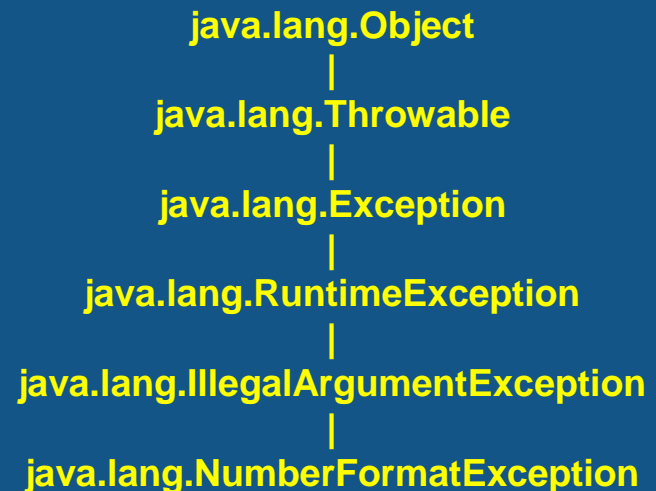 java.lang.Object
|
java.lang.Throwable
|
java.lang.Exception
|
java.lang.RuntimeException
|
java.lang.IllegalArgumentException
|
java.lang.NumberFormatException